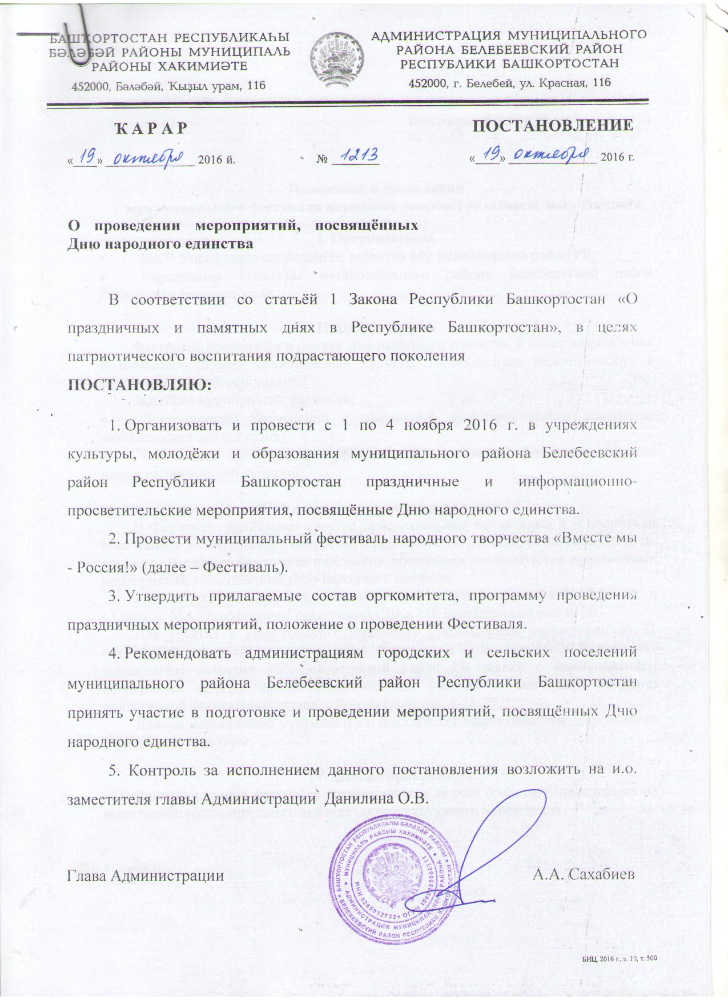 БАШҠОРТОСТАН РЕСПУБЛИКАҺЫ
БӘЛӘБӘЙ РАЙОНЫ МУНИЦИПАЛЬ
РАЙОНЫ ХАКИМИӘТЕ
452000, Бәләбәй, Ҡыҙыл урам, 116
АДМИНИСТРАЦИЯ МУНИЦИПАЛЬНОГО
РАЙОНА БЕЛЕБЕЕВСКИЙ РАЙОН
РЕСПУБЛИКИ БАШКОРТОСТАН
452000, г. Белебей, ул. Красная, 116
ҠАРАР
ПОСТАНОВЛЕНИЕ
«19» октября 2016 й.
№ 1213
«19» октября 2016 г.
О проведении мероприятий, посвящённых
Дню народного единства
В соответствии со статьёй 1 Закона Республики Башкортостан «О
праздничных и памятных днях в Республике Башкортостан», в целях
патриотического воспитания подрастающего поколения
ПОСТАНОВЛЯЮ:
1. Организовать и провести с 1 по 4 ноября 2016 г. в учреждениях
культуры, молодёжи и образования муниципального района Белебеевский
район Республики Башкортостан праздничные и информационно-
просветительские мероприятия, посвящённые Дню народного единства.
2. Провести муниципальный фестиваль народного творчества «Вместе мы
- Россия!» (далее – Фестиваль).
3. Утвердить прилагаемые состав оргкомитета, программу проведения
праздничных мероприятий, положение о проведении Фестиваля.
4. Рекомендовать администрациям городских и сельских поселений
муниципального района Белебеевский район Республики Башкортостан
принять участие в подготовке и проведении мероприятий, посвящённых Дню
народного единства.
5. Контроль за исполнением данного постановления возложить на и.о.
заместителя главы Администрации Данилина О.В.
Глава Администрации
А.А. Сахабиев
БАШҠОРТОСТАН РЕСПУБЛИКАҺЫ БӘЛӘБӘЙ РАЙОНЫ
БЕЛЕБЕЕВСКИЙ РАЙОН РЕСПУБЛИКИ БАШКОРТОСТАН
МУНИЦИПАЛЬ РАЙОНЫ ХАКИМИӘТЕ
АДМИНИСТРАЦИЯ МУНИЦИПАЛЬНОГО РАЙОНА
ИНН 0255012732 ОГРН 1060255000211
БИЦ, 2016 г., з. 10, т. 500